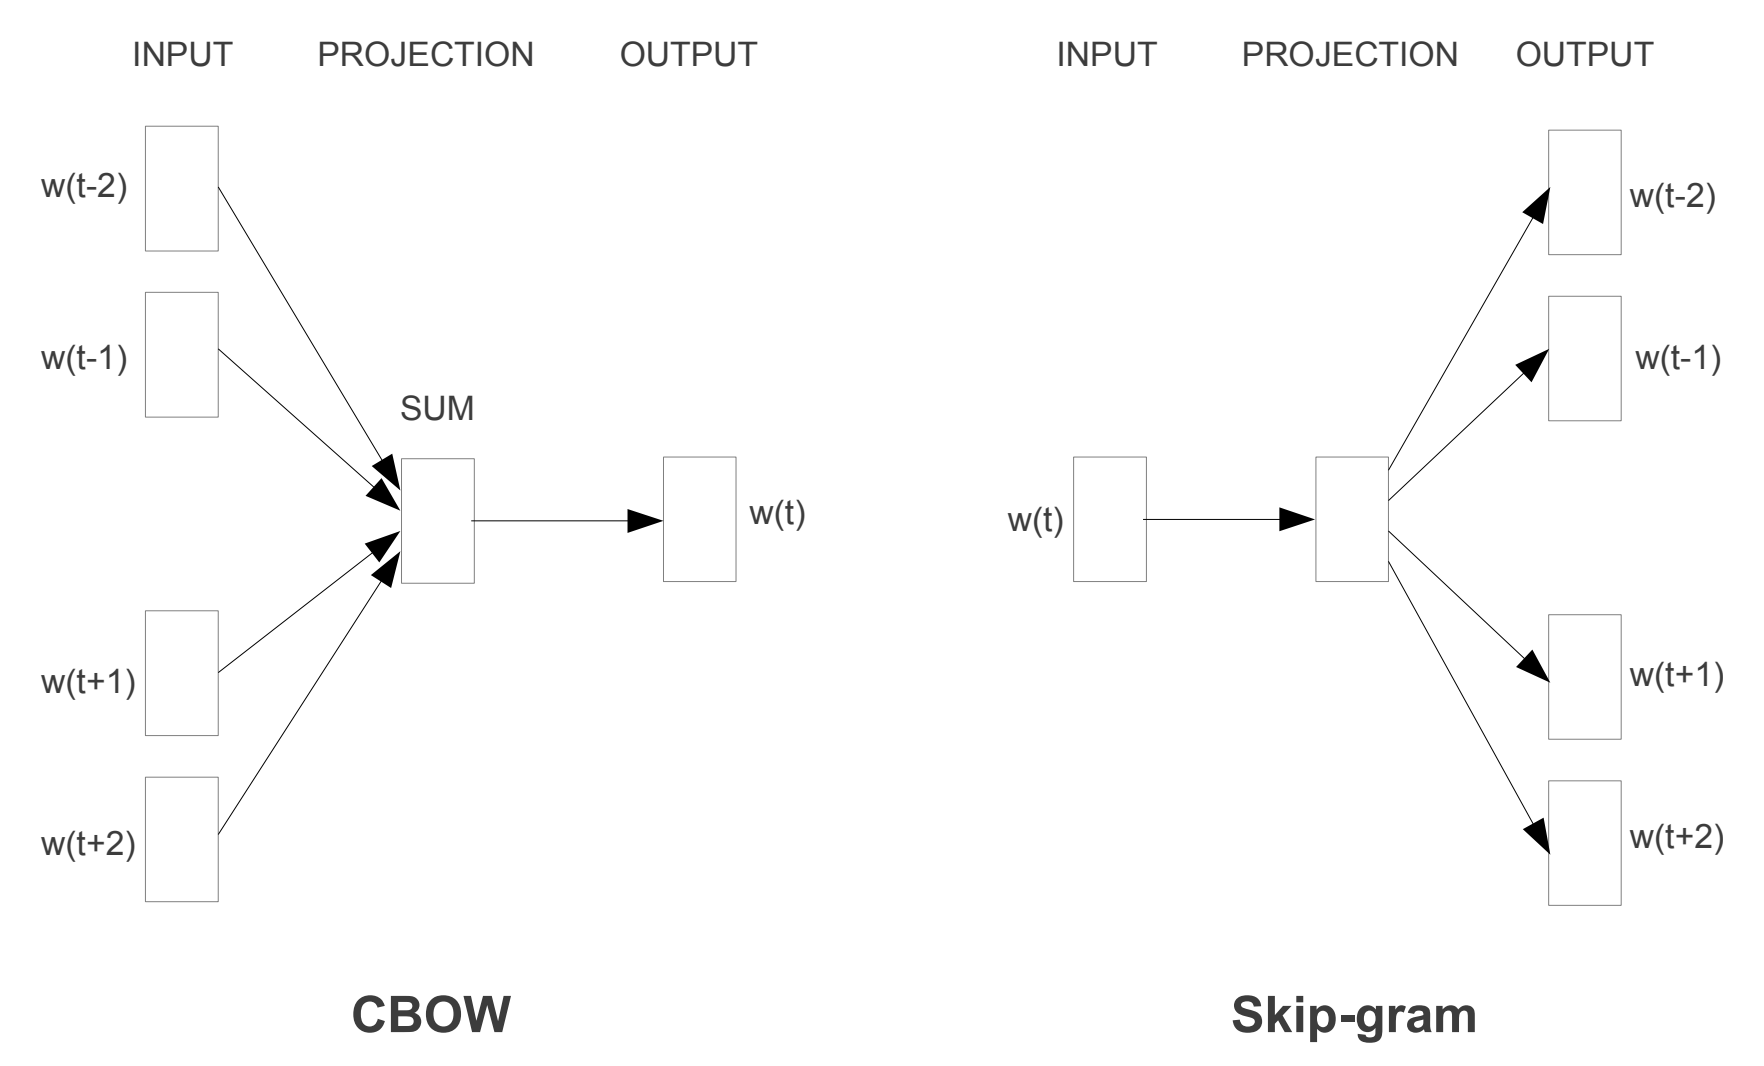 INPUT PROJECTION OUTPUT
w(t-2)
w(t-1)
SUM
w(t)
w(t+1)
w(t+2)
CBOW
INPUT PROJECTION OUTPUT
w(t-2)
w(t-1)
w(t)
w(t+1)
w(t+2)
Skip-gram